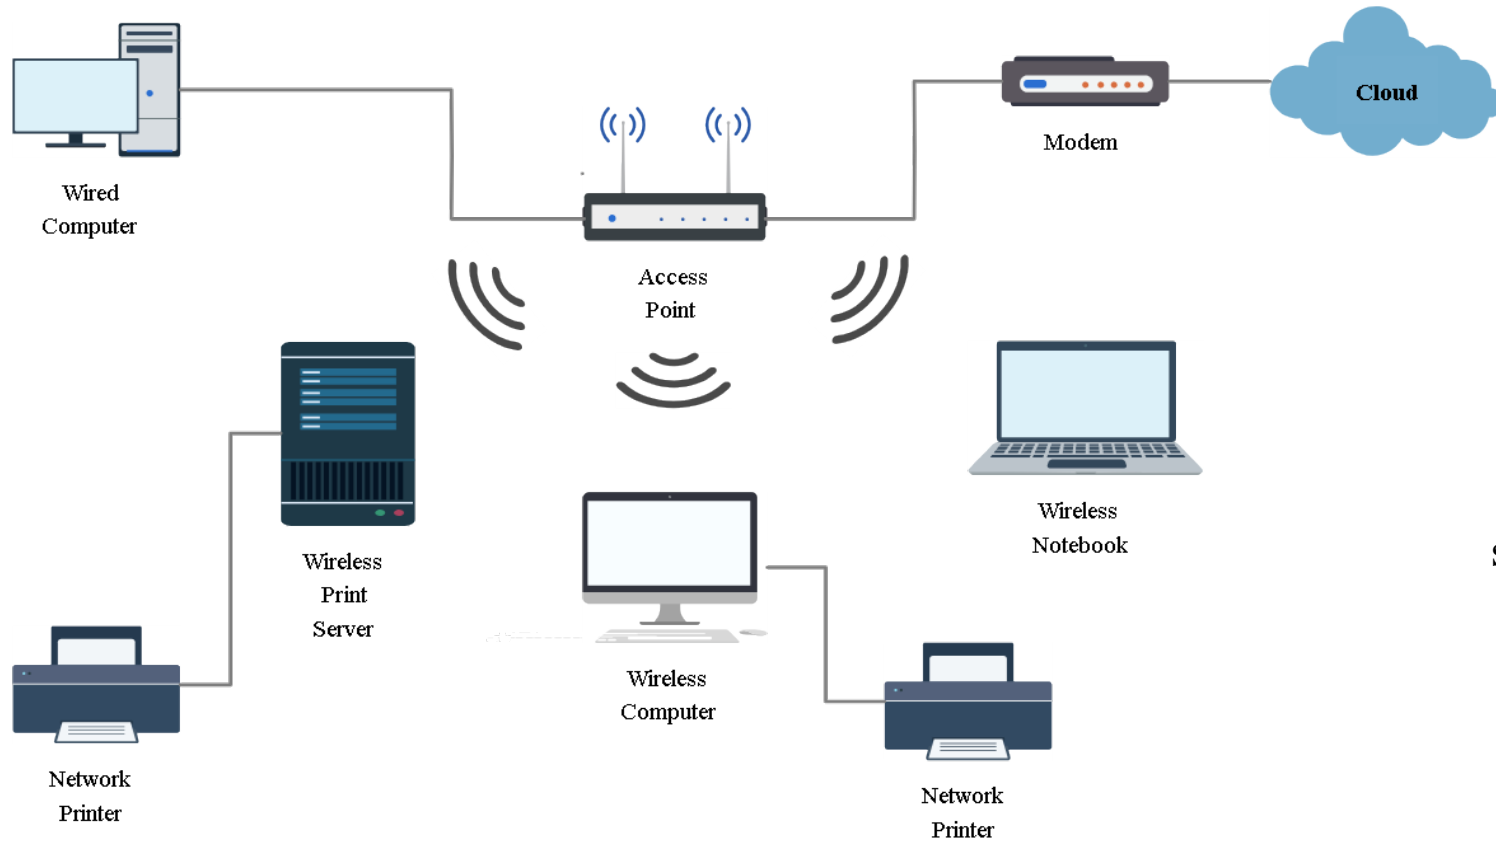 Cloud
Modem
Wired
Computer
Access
Point
Wireless
Notebook
Wireless
Print
Server
Wireless
Computer
Network
Printer
Network
Printer